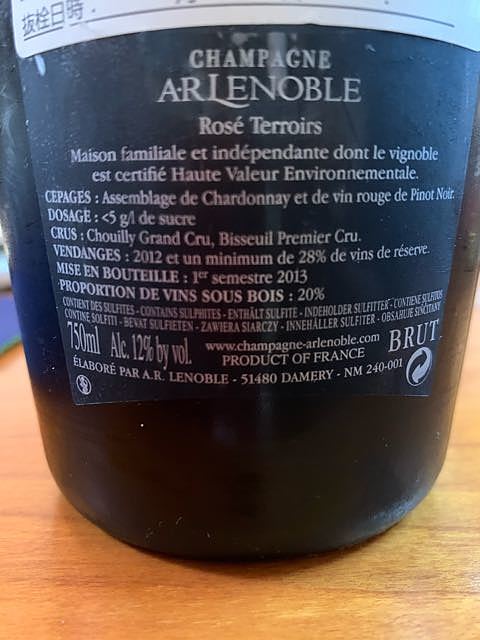 抜栓日時:
CHAMPAGNE
A·R LENOBLE
Rosé Terroirs
Maison familiale et indépendante dont le vignoble
est certifié Haute Valeur Environnementale.
CEPAGES : Assemblage de Chardonnay et de vin rouge de Pinot Noir.
DOSAGE : <5 g/l de sucre
CRUS : Chouilly Grand Cru, Bisseuil Premier Cru.
VENDANGES : 2012 et un minimum de 28% de vins de réserve.
MISE EN BOUTEILLE : 1er semestre 2013
PROPORTION DE VINS SOUS BOIS : 20%
CONTIENT DES SULFITES - CONTAINS SULPHITES - ENTHÄLT SULFITE - INDEHOLDER SULFITTER - CONTIENE SULFITOS
CONTINE SOLFITI - BEVAT SULFIETEN - ZAWIERA SIARCZY - INNEHÅLLER SULFITER - OBSAHUJE SIRICITANY
750ml Alc. 12% by vol. www.champagne-arlenoble.com BRUT
PRODUCT OF FRANCE
ÉLABORÉ PAR A.R. LENOBLE - 51480 DAMERY - NM 240-001